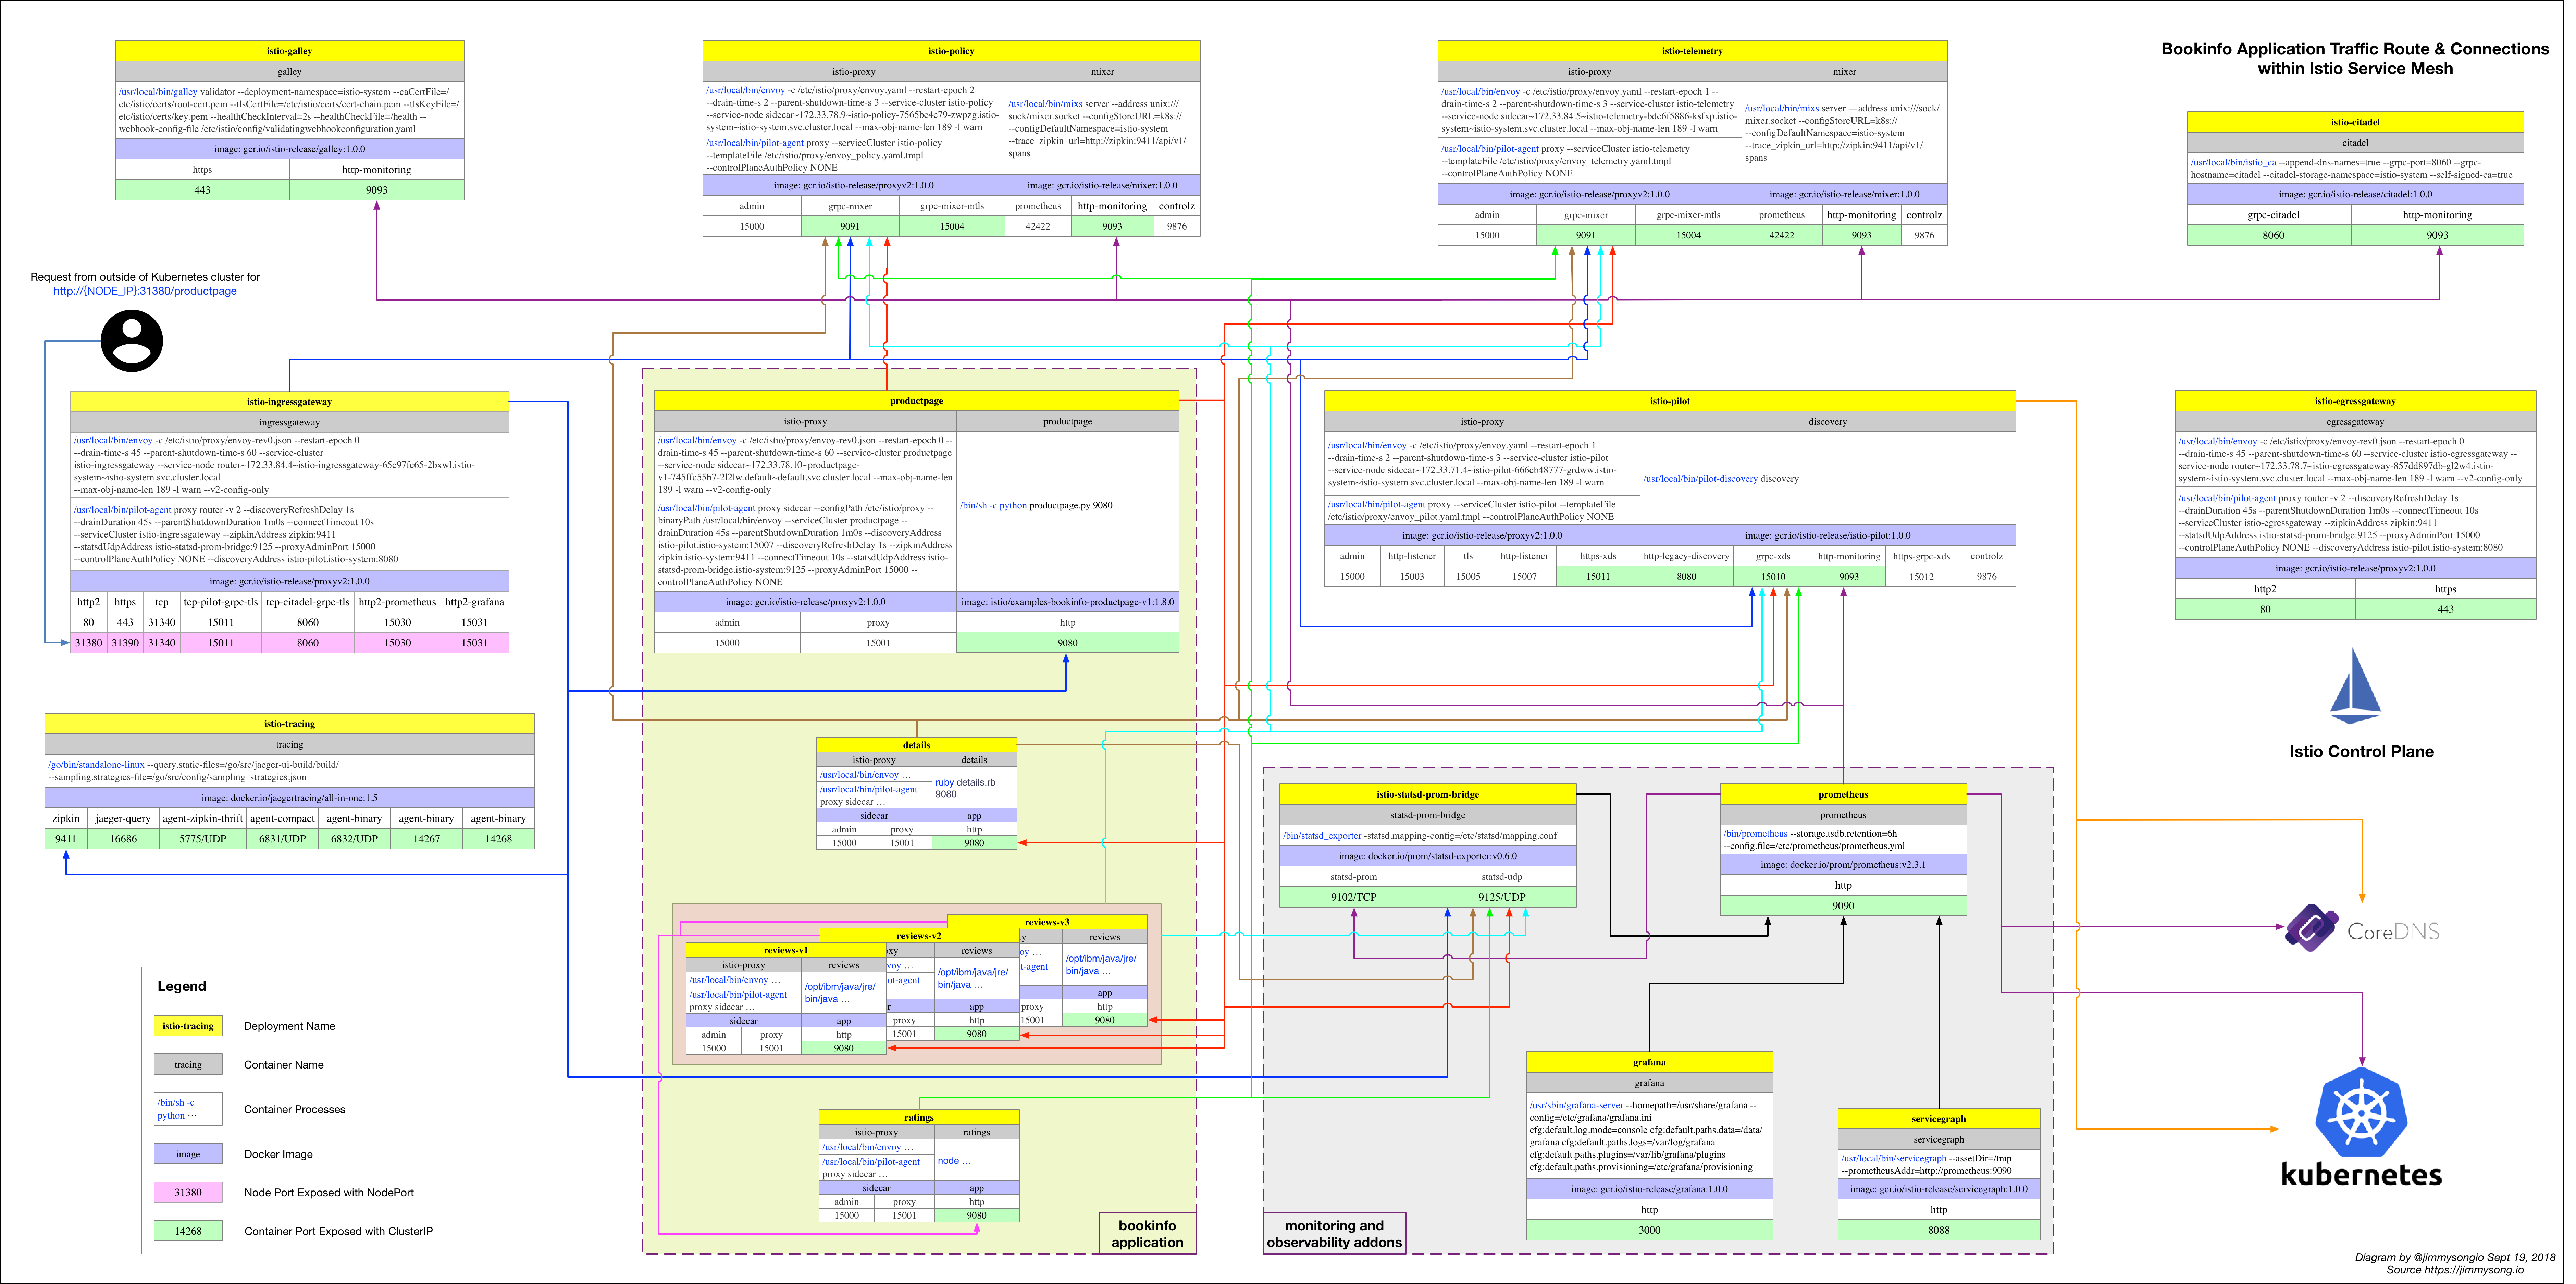 Bookinfo Application Traffic Route & Connections
within Istio Service Mesh
istio-galley
galley
/usr/local/bin/galley validator --deployment-namespace=istio-system --caCertFile=/
etc/istio/certs/root-cert.pem --tlsCertFile=/etc/istio/certs/cert-chain.pem --tlsKeyFile=/
etc/istio/certs/key.pem --healthCheckInterval=2s --healthCheckFile=/health --
webhook-config-file /etc/istio/config/validatingwebhookconfiguration.yaml
image: gcr.io/istio-release/galley:1.0.0
https http-monitoring
443 9093
istio-policy
istio-proxy mixer
/usr/local/bin/envoy -c /etc/istio/proxy/envoy.yaml --restart-epoch 2
--drain-time-s 2 --parent-shutdown-time-s 3 --service-cluster istio-policy
--service-node sidecar~172.33.78.9~istio-policy-7565bc4c79-zwpzg.istio-
system~istio-system.svc.cluster.local --max-obj-name-len 189 -l warn
/usr/local/bin/pilot-agent proxy --serviceCluster istio-policy
--templateFile /etc/istio/proxy/envoy_policy.yaml.tmpl
--controlPlaneAuthPolicy NONE
/usr/local/bin/mixs server --address unix:///
sock/mixer.socket --configStoreURL=k8s://
--configDefaultNamespace=istio-system
--trace_zipkin_url=http://zipkin:9411/api/v1/
spans
image: gcr.io/istio-release/proxyv2:1.0.0 image: gcr.io/istio-release/mixer:1.0.0
admin grpc-mixer grpc-mixer-mtls prometheus http-monitoring controlz
15000 9091 15004 42422 9093 9876
istio-telemetry
istio-proxy mixer
/usr/local/bin/envoy -c /etc/istio/proxy/envoy.yaml --restart-epoch 1 --
drain-time-s 2 --parent-shutdown-time-s 3 --service-cluster istio-telemetry
--service-node sidecar~172.33.84.5~istio-telemetry-bdc6f5886-ksfxp.istio-
system~istio-system.svc.cluster.local --max-obj-name-len 189 -l warn
/usr/local/bin/pilot-agent proxy --serviceCluster istio-telemetry
--templateFile /etc/istio/proxy/envoy_telemetry.yaml.tmpl
--controlPlaneAuthPolicy NONE
/usr/local/bin/mixs server —address unix:///sock/
mixer.socket --configStoreURL=k8s://
--configDefaultNamespace=istio-system
--trace_zipkin_url=http://zipkin:9411/api/v1/
spans
image: gcr.io/istio-release/proxyv2:1.0.0 image: gcr.io/istio-release/mixer:1.0.0
admin grpc-mixer grpc-mixer-mtls prometheus http-monitoring controlz
15000 9091 15004 42422 9093 9876
istio-citadel
citadel
/usr/local/bin/istio_ca --append-dns-names=true --grpc-port=8060 --grpc-
hostname=citadel --citadel-storage-namespace=istio-system --self-signed-ca=true
image: gcr.io/istio-release/citadel:1.0.0
grpc-citadel http-monitoring
8060 9093
Request from outside of Kubernetes cluster for
http://{NODE_IP}:31380/productpage
istio-ingressgateway
ingressgateway
/usr/local/bin/envoy -c /etc/istio/proxy/envoy-rev0.json --restart-epoch 0
--drain-time-s 45 --parent-shutdown-time-s 60 --service-cluster
istio-ingressgateway --service-node router~172.33.84.4~istio-ingressgateway-65c97fc65-2bxwl.istio-
system~istio-system.svc.cluster.local
--max-obj-name-len 189 -l warn --v2-config-only
/usr/local/bin/pilot-agent proxy router -v 2 --discoveryRefreshDelay 1s
--drainDuration 45s --parentShutdownDuration 1m0s --connectTimeout 10s
--serviceCluster istio-ingressgateway --zipkinAddress zipkin:9411
--statsdUdpAddress istio-statsd-prom-bridge:9125 --proxyAdminPort 15000
--controlPlaneAuthPolicy NONE --discoveryAddress istio-pilot.istio-system:8080
image: gcr.io/istio-release/proxyv2:1.0.0
http2 https tcp tcp-pilot-grpc-tls tcp-citadel-grpc-tls http2-prometheus http2-grafana
80 443 31340 15011 8060 15030 15031
31380 31390 31340 15011 8060 15030 15031
productpage
istio-proxy productpage
/usr/local/bin/envoy -c /etc/istio/proxy/envoy-rev0.json --restart-epoch 0 --
drain-time-s 45 --parent-shutdown-time-s 60 --service-cluster productpage
--service-node sidecar~172.33.78.10~productpage-
v1-745ffc55b7-2l2lw.default~default.svc.cluster.local --max-obj-name-len
189 -l warn --v2-config-only
/usr/local/bin/pilot-agent proxy sidecar --configPath /etc/istio/proxy --
binaryPath /usr/local/bin/envoy --serviceCluster productpage --
drainDuration 45s --parentShutdownDuration 1m0s --discoveryAddress
istio-pilot.istio-system:15007 --discoveryRefreshDelay 1s --zipkinAddress
zipkin.istio-system:9411 --connectTimeout 10s --statsdUdpAddress istio-
statsd-prom-bridge.istio-system:9125 --proxyAdminPort 15000 --
controlPlaneAuthPolicy NONE
/bin/sh -c python productpage.py 9080
image: gcr.io/istio-release/proxyv2:1.0.0 image: istio/examples-bookinfo-productpage-v1:1.8.0
admin proxy http
15000 15001 9080
istio-pilot
istio-proxy discovery
/usr/local/bin/envoy -c /etc/istio/proxy/envoy.yaml --restart-epoch 1
--drain-time-s 2 --parent-shutdown-time-s 3 --service-cluster istio-pilot
--service-node sidecar~172.33.71.4~istio-pilot-666cb48777-grdww.istio-
system~istio-system.svc.cluster.local --max-obj-name-len 189 -l warn
/usr/local/bin/pilot-agent proxy --serviceCluster istio-pilot --templateFile
/etc/istio/proxy/envoy_pilot.yaml.tmpl --controlPlaneAuthPolicy NONE
/usr/local/bin/pilot-discovery discovery
image: gcr.io/istio-release/proxyv2:1.0.0 image: gcr.io/istio-release/istio-pilot:1.0.0
admin http-listener tls http-listener https-xds http-legacy-discovery grpc-xds http-monitoring https-grpc-xds controlz
15000 15003 15005 15007 15011 8080 15010 9093 15012 9876
istio-egressgateway
egressgateway
/usr/local/bin/envoy -c /etc/istio/proxy/envoy-rev0.json --restart-epoch 0
--drain-time-s 45 --parent-shutdown-time-s 60 --service-cluster istio-egressgateway --
service-node router~172.33.78.7~istio-egressgateway-857dd897db-gl2w4.istio-
system~istio-system.svc.cluster.local --max-obj-name-len 189 -l warn --v2-config-only
/usr/local/bin/pilot-agent proxy router -v 2 --discoveryRefreshDelay 1s
--drainDuration 45s --parentShutdownDuration 1m0s --connectTimeout 10s
--serviceCluster istio-egressgateway --zipkinAddress zipkin:9411
--statsdUdpAddress istio-statsd-prom-bridge:9125 --proxyAdminPort 15000
--controlPlaneAuthPolicy NONE --discoveryAddress istio-pilot.istio-system:8080
image: gcr.io/istio-release/proxyv2:1.0.0
http2 https
80 443
Istio Control Plane
istio-tracing
tracing
/go/bin/standalone-linux --query.static-files=/go/src/jaeger-ui-build/build/
--sampling.strategies-file=/go/src/config/sampling_strategies.json
image: docker.io/jaegertracing/all-in-one:1.5
zipkin jaeger-query agent-zipkin-thrift agent-compact agent-binary agent-binary agent-binary
9411 16686 5775/UDP 6831/UDP 6832/UDP 14267 14268
details
istio-proxy details
/usr/local/bin/envoy …
/usr/local/bin/pilot-agent
proxy sidecar …
ruby details.rb
9080
sidecar app
admin proxy http
15000 15001 9080
reviews-v3
xy reviews
oy …
t-agent
/opt/ibm/java/jre/
bin/java …
app
proxy http
15001 9080
reviews-v2
oxy reviews
voy …
ot-agent
/opt/ibm/java/jre/
bin/java …
r app
proxy http
15001 9080
reviews-v1
istio-proxy reviews
/usr/local/bin/envoy …
/usr/local/bin/pilot-agent
proxy sidecar …
/opt/ibm/java/jre/
bin/java …
sidecar app
admin proxy http
15000 15001 9080
ratings
istio-proxy ratings
/usr/local/bin/envoy …
/usr/local/bin/pilot-agent
proxy sidecar …
node …
sidecar app
admin proxy http
15000 15001 9080
bookinfo
application
istio-statsd-prom-bridge
statsd-prom-bridge
/bin/statsd_exporter -statsd.mapping-config=/etc/statsd/mapping.conf
image: docker.io/prom/statsd-exporter:v0.6.0
statsd-prom statsd-udp
9102/TCP 9125/UDP
prometheus
prometheus
/bin/prometheus --storage.tsdb.retention=6h
--config.file=/etc/prometheus/prometheus.yml
image: docker.io/prom/prometheus:v2.3.1
http
9090
grafana
grafana
/usr/sbin/grafana-server --homepath=/usr/share/grafana --
config=/etc/grafana/grafana.ini
cfg:default.log.mode=console cfg:default.paths.data=/data/
grafana cfg:default.paths.logs=/var/log/grafana
cfg:default.paths.plugins=/var/lib/grafana/plugins
cfg:default.paths.provisioning=/etc/grafana/provisioning
image: gcr.io/istio-release/grafana:1.0.0
http
3000
servicegraph
servicegraph
/usr/local/bin/servicegraph --assetDir=/tmp
--prometheusAddr=http://prometheus:9090
image: gcr.io/istio-release/servicegraph:1.0.0
http
8088
monitoring and
observability addons
CoreDNS
kubernetes
Legend
istio-tracing Deployment Name
tracing Container Name
/bin/sh -c
python ⋯
Container Processes
image Docker Image
31380 Node Port Exposed with NodePort
14268 Container Port Exposed with ClusterIP
Diagram by @jimmysongio Sept 19, 2018
Source https://jimmysong.io